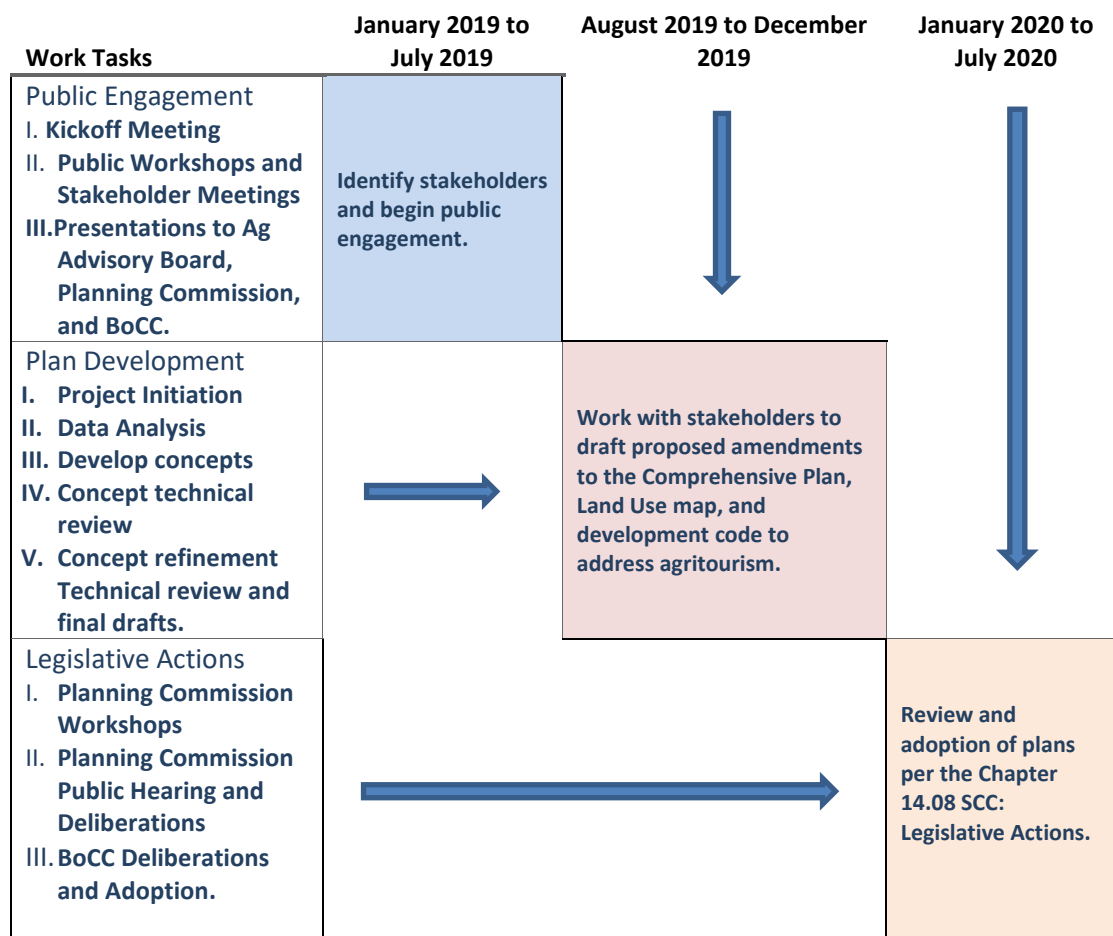 Work Tasks
January 2019 to
July 2019
August 2019 to December
2019
January 2020 to
July 2020
Public Engagement
I. Kickoff Meeting
II. Public Workshops and
Stakeholder Meetings
III.Presentations to Ag
Advisory Board,
Planning Commission,
and BoCC.
Identify stakeholders
and begin public
engagement.
Plan Development
I. Project Initiation
II. Data Analysis
III. Develop concepts
IV. Concept technical
review
V. Concept refinement
Technical review and
final drafts.
Work with stakeholders to
draft proposed amendments
to the Comprehensive Plan,
Land Use map, and
development code to
address agritourism.
Legislative Actions
I. Planning Commission
Workshops
II. Planning Commission
Public Hearing and
Deliberations
III. BoCC Deliberations
and Adoption.
Review and
adoption of plans
per the Chapter
14.08 SCC:
Legislative Actions.